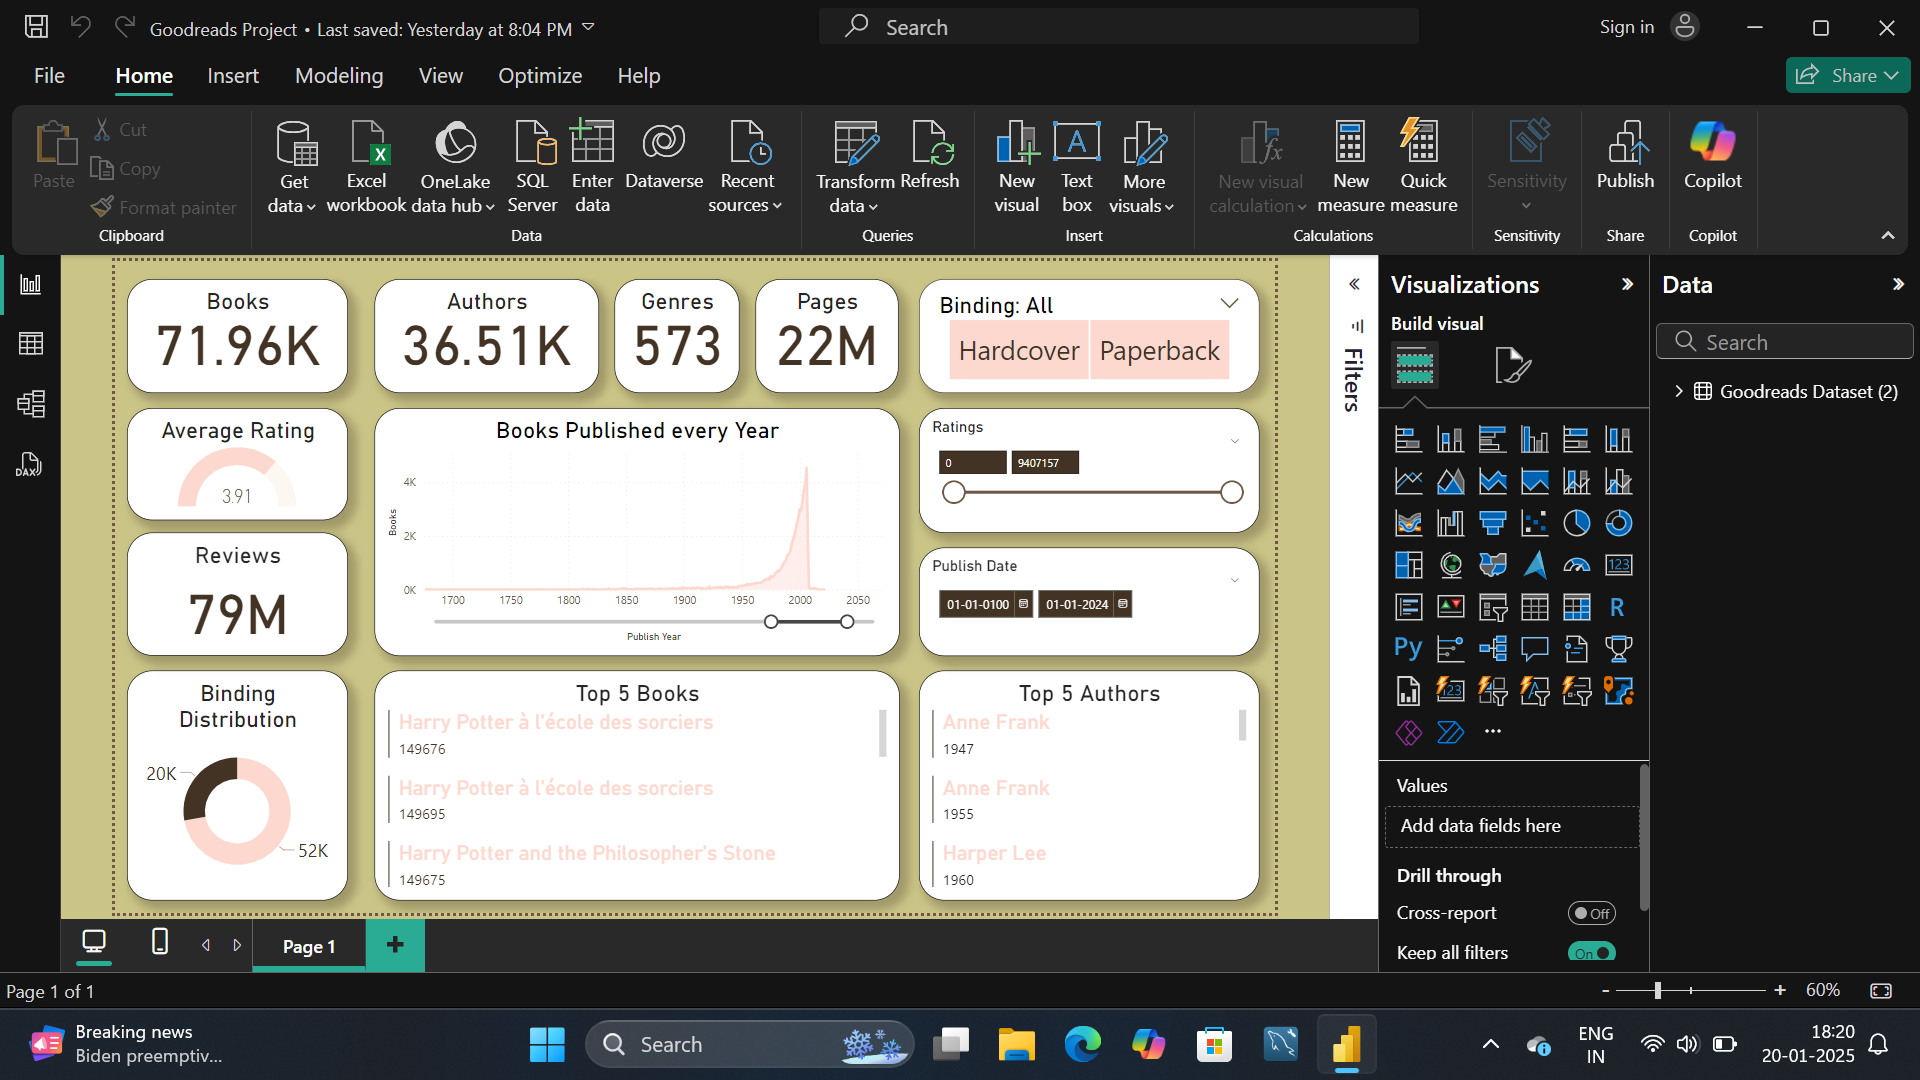 Goodreads Project • Last saved: Yesterday at 8:04 PM
Search
Sign in
File
Home
Insert
Modeling
View
Optimize
Help
Share
Paste
Cut
Copy
Format painter
Clipboard
Get data
Excel workbook
OneLake data hub
SQL Server
Enter data
Dataverse
Recent sources
Data
Transform data
Refresh
Queries
New visual
Text box
More visuals
Insert
New visual calculation
New measure
Quick measure
Calculations
Sensitivity
Sensitivity
Publish
Share
Copilot
Copilot
DAX
Books
71.96K
Authors
36.51K
Genres
573
Pages
22M
Binding: All
Hardcover
Paperback
Average Rating
3.91
Reviews
79M
Books Published every Year
Books
4K
2K
0K
1700
1750
1800
1850
1900
1950
2000
2050
Publish Year
Ratings
0
9407157
Publish Date
01-01-0100
01-01-2024
Binding
Distribution
20K
52K
Top 5 Books
Harry Potter à l'école des sorciers
149676
Harry Potter à l'école des sorciers
149695
Harry Potter and the Philosopher's Stone
149675
Top 5 Authors
Anne Frank
1947
Anne Frank
1955
Harper Lee
1960
Filters
Visualizations
Build visual
123
R
Py
123
Values
Add data fields here
Drill through
Cross-report
Off
Keep all filters
On
Data
Search
Goodreads Dataset (2)
Page 1
+
Page 1 of 1
-
+
60%
Breaking news
Biden preemptiv...
Search
ENG
IN
18:20
20-01-2025